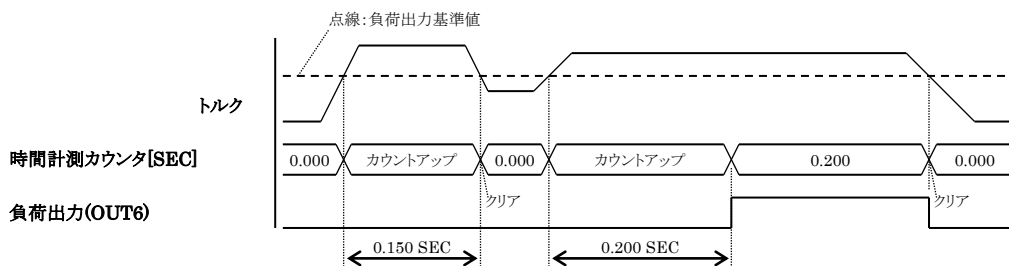 点線：負荷出力基準値
トルク
時間計測カウンタ[SEC]
0.000 カウントアップ 0.000 カウントアップ 0.200 0.000
クリア クリア
負荷出力(OUT6)
0.150 SEC 0.200 SEC